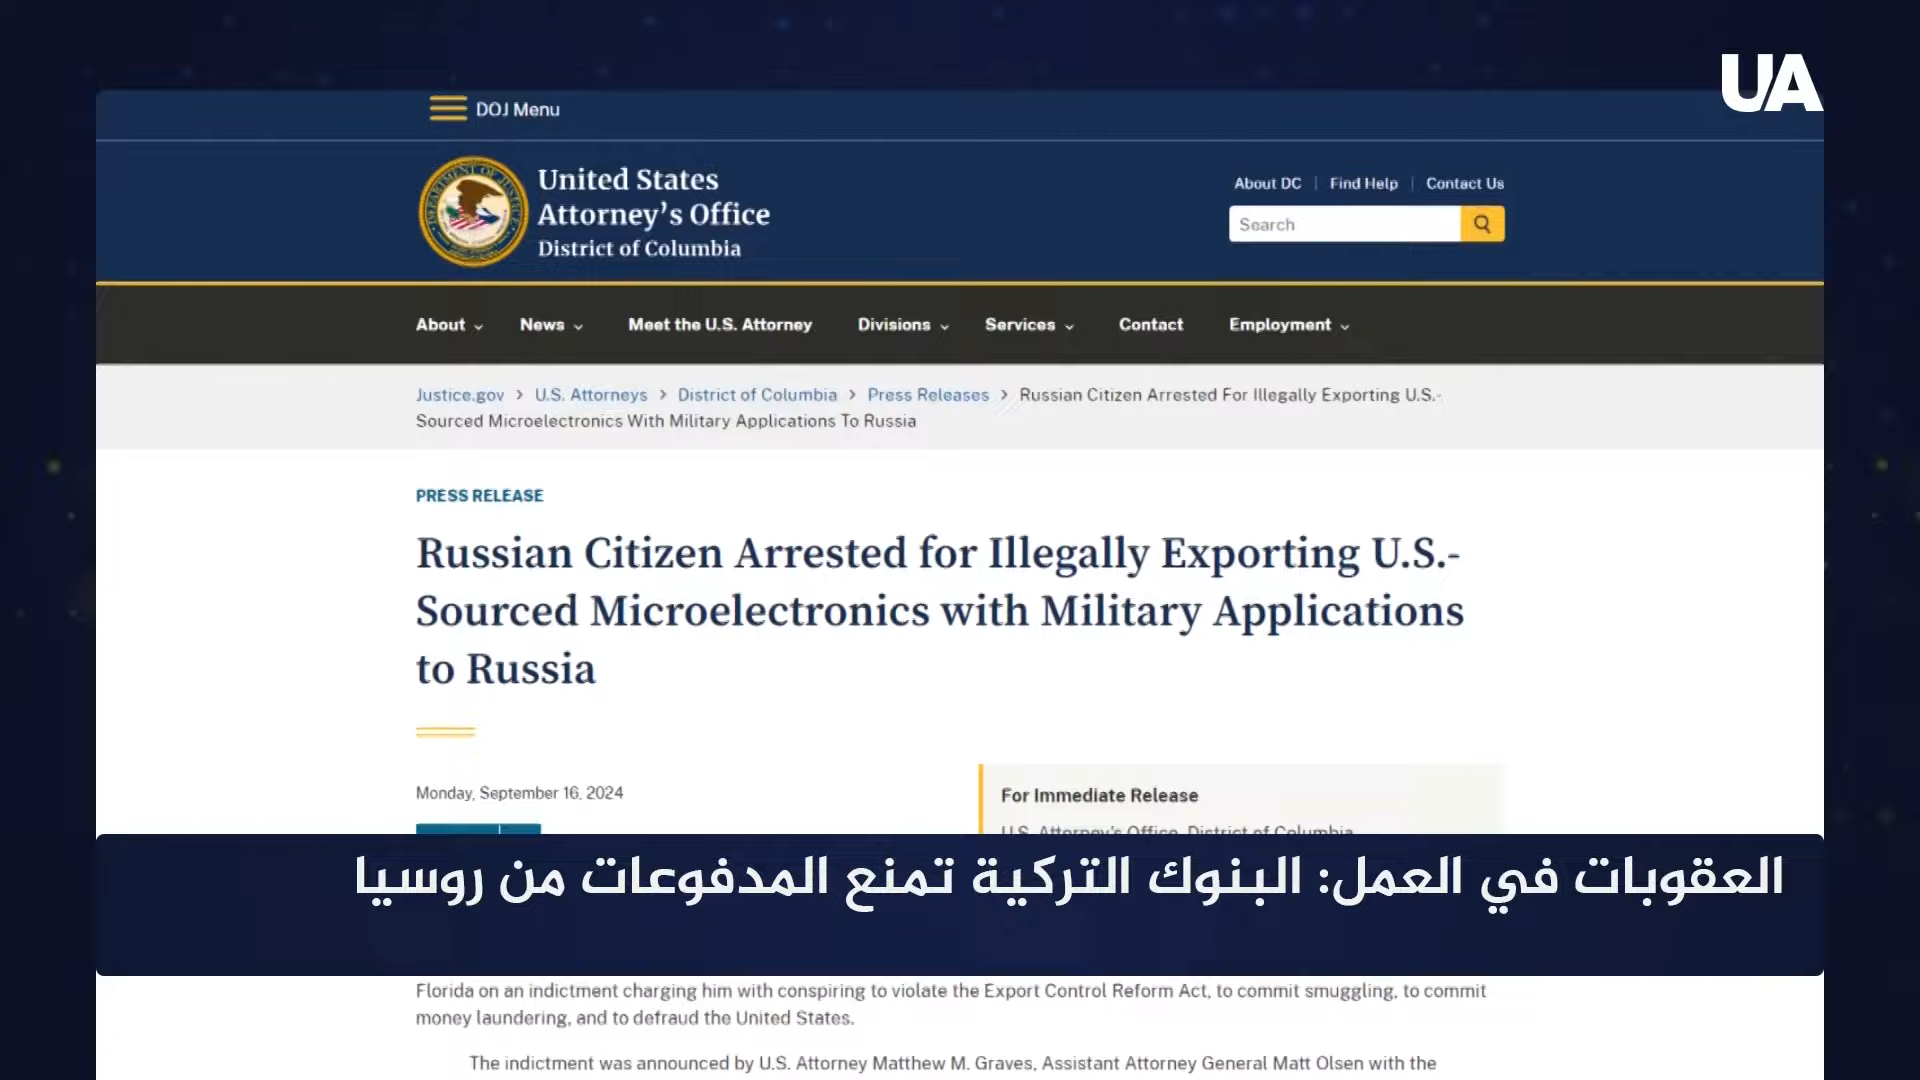 UA
DOJ Menu
United States
Attorney's Office
District of Columbia
About DC | Find Help | Contact Us
Search
About News Meet the U.S. Attorney Divisions Services Contact Employment
Justice.gov > U.S. Attorneys > District of Columbia > Press Releases > Russian Citizen Arrested For Illegally Exporting U.S.-
Sourced Microelectronics With Military Applications To Russia
PRESS RELEASE
Russian Citizen Arrested for Illegally Exporting U.S.-
Sourced Microelectronics with Military Applications
to Russia
Monday, September 16, 2024
For Immediate Release
U.S. Attorney's Office, District of Columbia
العقوبات في العمل: البنوك التركية تمنع المدفوعات من روسيا
Florida on an indictment charging him with conspiring to violate the Export Control Reform Act, to commit smuggling, to commit
money laundering, and to defraud the United States.
The indictment was announced by U.S. Attorney Matthew M. Graves, Assistant Attorney General Matt Olsen with the